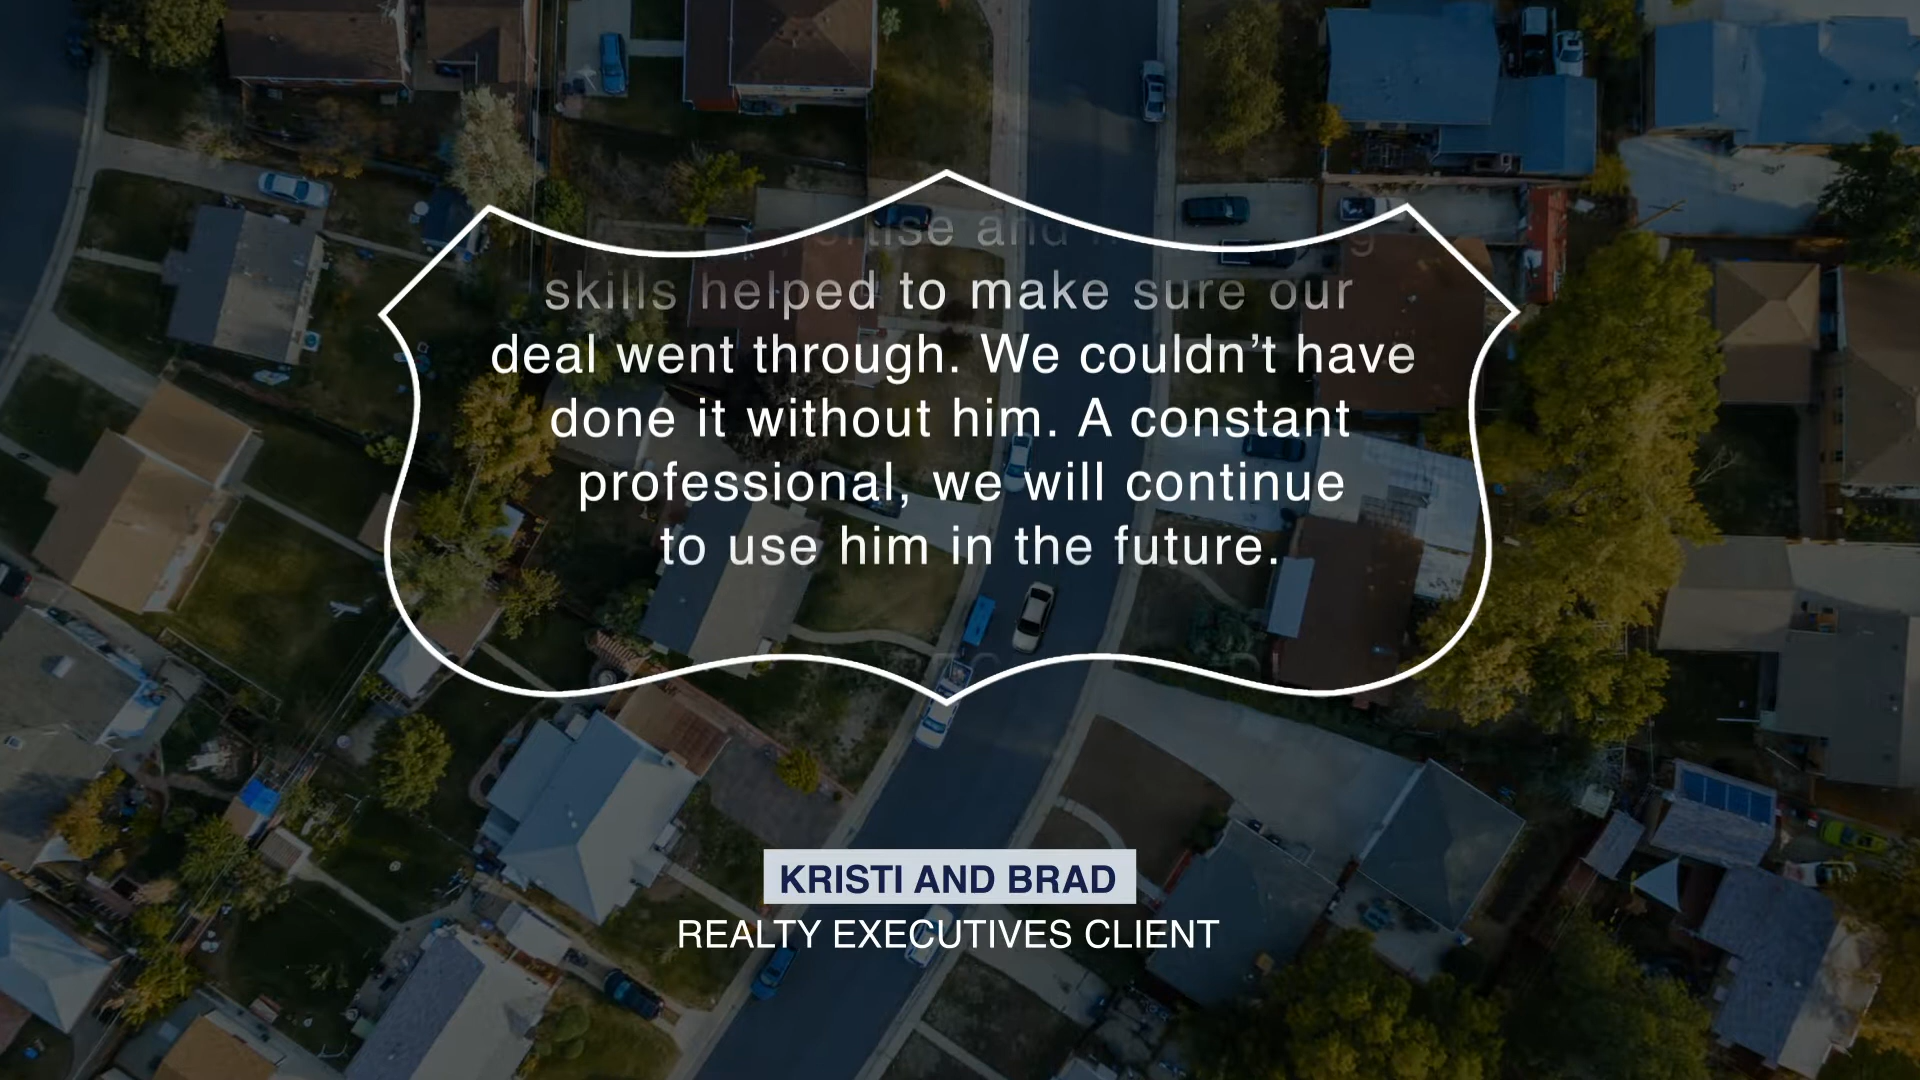 and
skills helped to make sure our
deal went through. We couldn’t have
done it without him. A constant
professional, we will continue
to use him in the future.
KRISTI AND BRAD
REALTY EXECUTIVES CLIENT